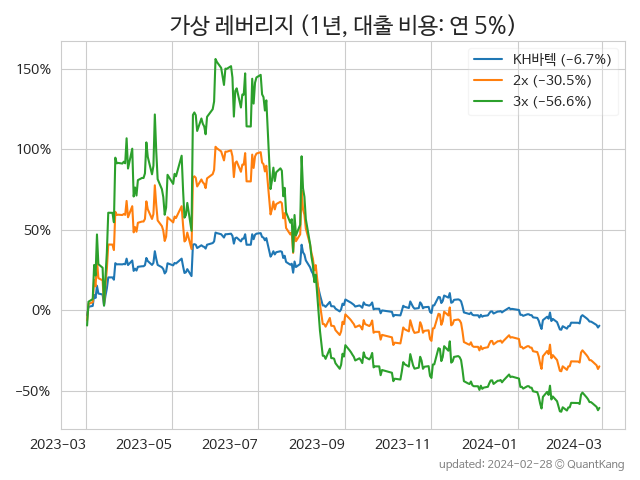 가상 레버리지 (1년, 대출 비용: 연 5%)
KH바텍 (−6.7%)
2x (−30.5%)
3x (−56.6%)
150%
100%
50%
0%
−50%
2023-03 2023-05 2023-07 2023-09 2023-11 2024-01 2024-03
updated: 2024-02-28 © QuantKang